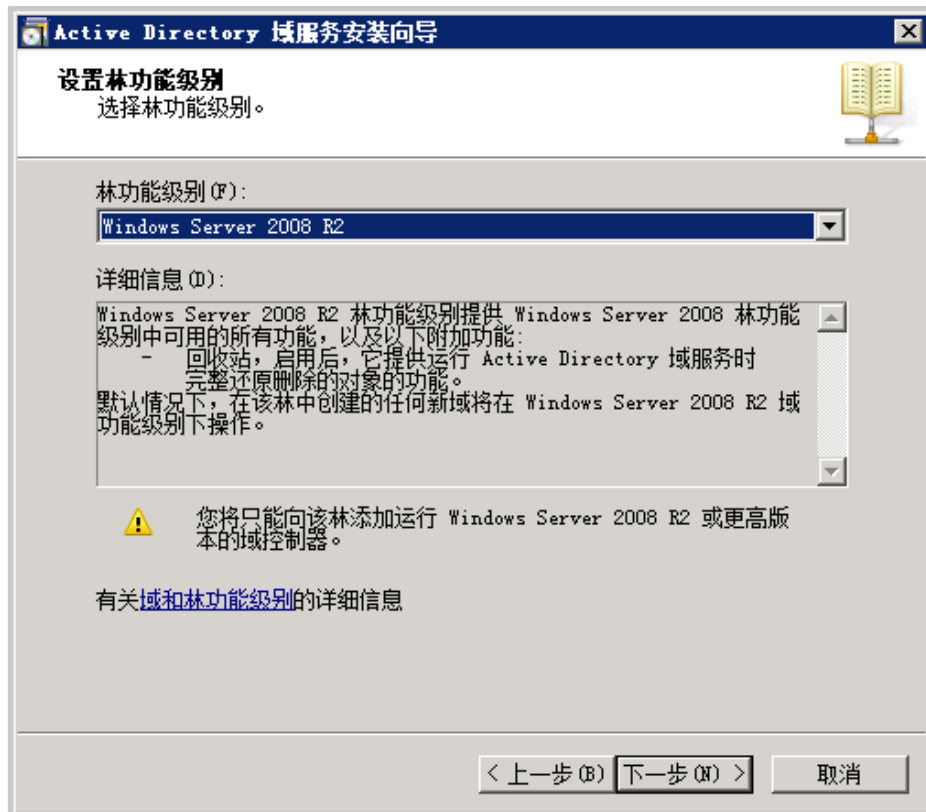 Active Directory 域服务安装向导
设置林功能级别
选择林功能级别。
林功能级别(F):
Windows Server 2008 R2
详细信息(D):
Windows Server 2008 R2 林功能级别提供 Windows Server 2008 林功能
级别中可用的所有功能，以及以下附加功能:
- 回收站，启用后，它提供运行 Active Directory 域服务时
完整还原删除的对象的功能。
默认情况下，在该林中创建的任何新域将在 Windows Server 2008 R2 域
功能级别下操作。
您将只能向该林添加运行 Windows Server 2008 R2 或更高版
本的域控制器。
有关域和林功能级别的详细信息
< 上一步(B) 下一步(N) > 取消